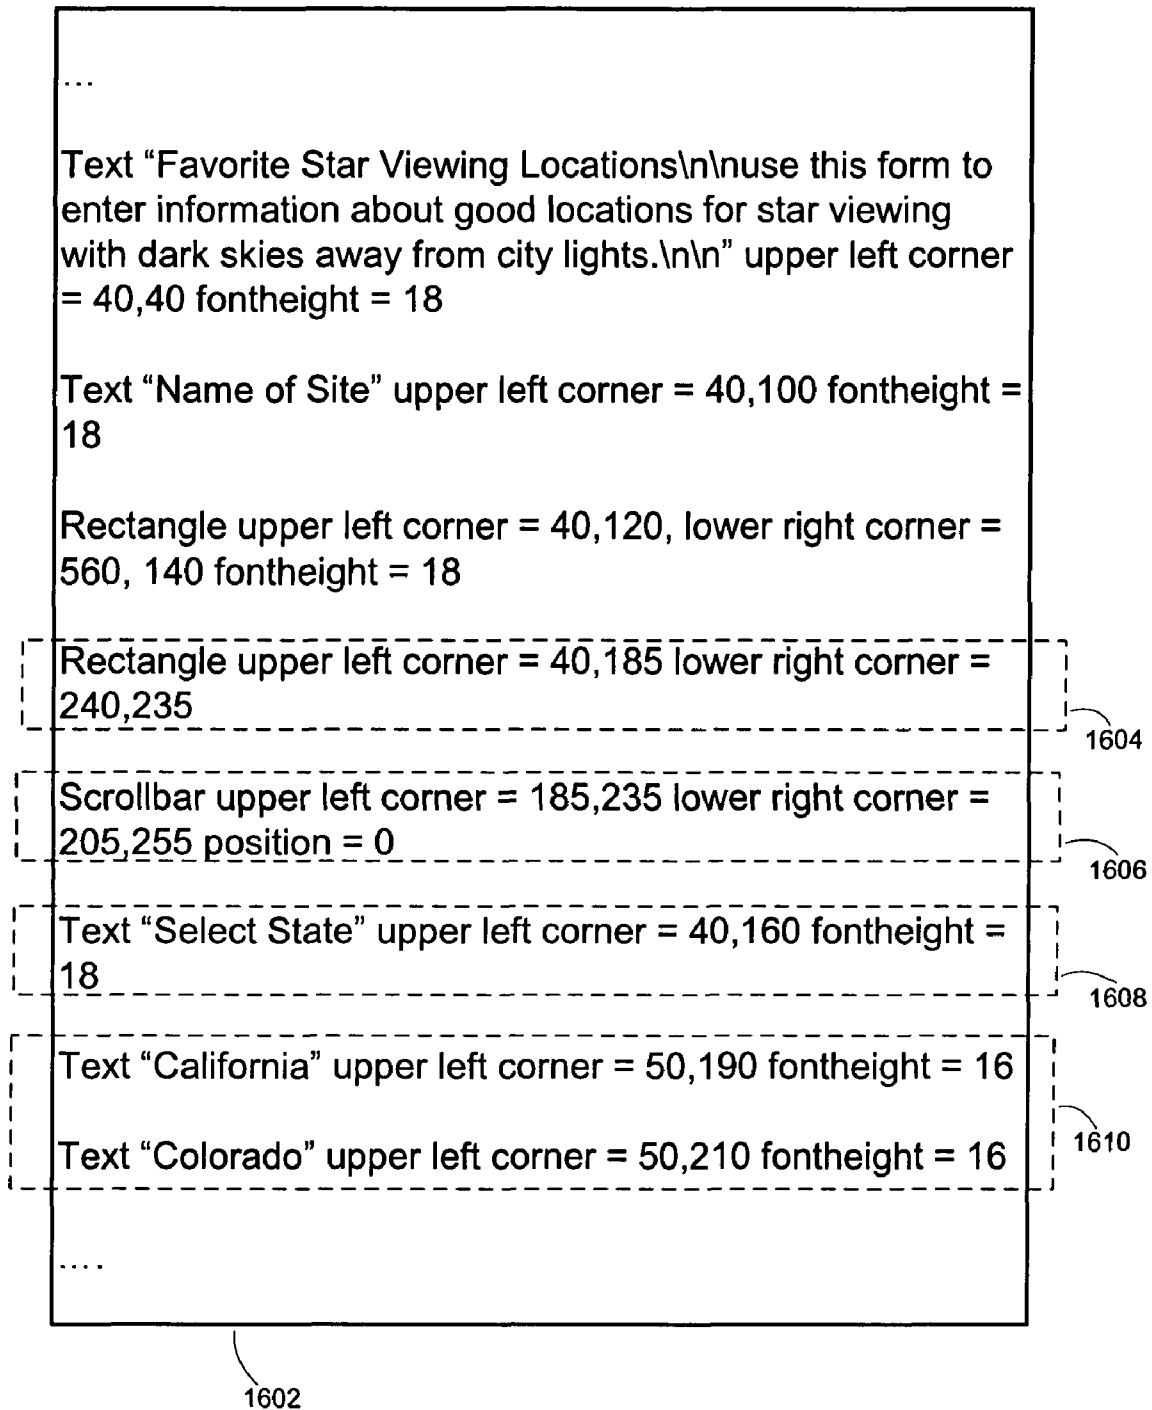 ...
Text “Favorite Star Viewing Locations\n\nuse this form to
enter information about good locations for star viewing
with dark skies away from city lights.\n\n” upper left corner
= 40,40 fontheight = 18
Text “Name of Site” upper left corner = 40,100 fontheight =
18
Rectangle upper left corner = 40,120, lower right corner =
560, 140 fontheight = 18
Rectangle upper left corner = 40,185 lower right corner =
240,235
1604
Scrollbar upper left corner = 185,235 lower right corner =
205,255 position = 0
1606
Text “Select State” upper left corner = 40,160 fontheight =
18
1608
Text “California” upper left corner = 50,190 fontheight = 16
1610
Text “Colorado” upper left corner = 50,210 fontheight = 16
....
1602